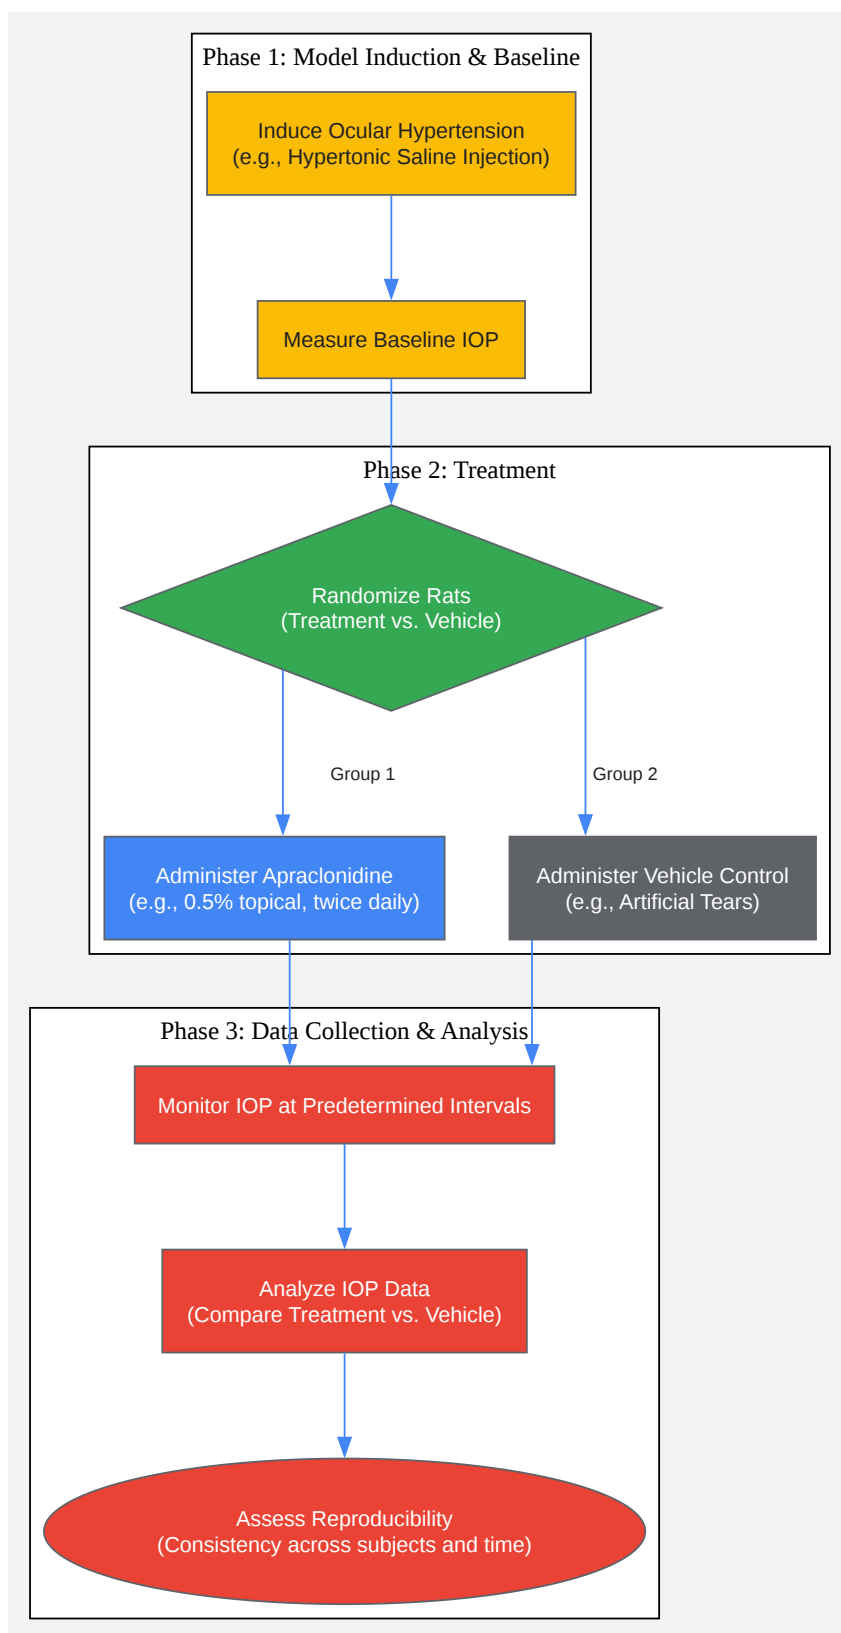 Phase 1: Model Induction & Baseline
Induce Ocular Hypertension
(e.g., Hypertonic Saline Injection)
Measure Baseline IOP
Phase 2: Treatment
Randomize Rats
(Treatment vs. Vehicle)
Group 1
Group 2
Administer Apraclonidine
(e.g., 0.5% topical, twice daily)
Administer Vehicle Control
(e.g., Artificial Tears)
Phase 3: Data Collection & Analysis
Monitor IOP at Predetermined Intervals
Analyze IOP Data
(Compare Treatment vs. Vehicle)
Assess Reproducibility
(Consistency across subjects and time)